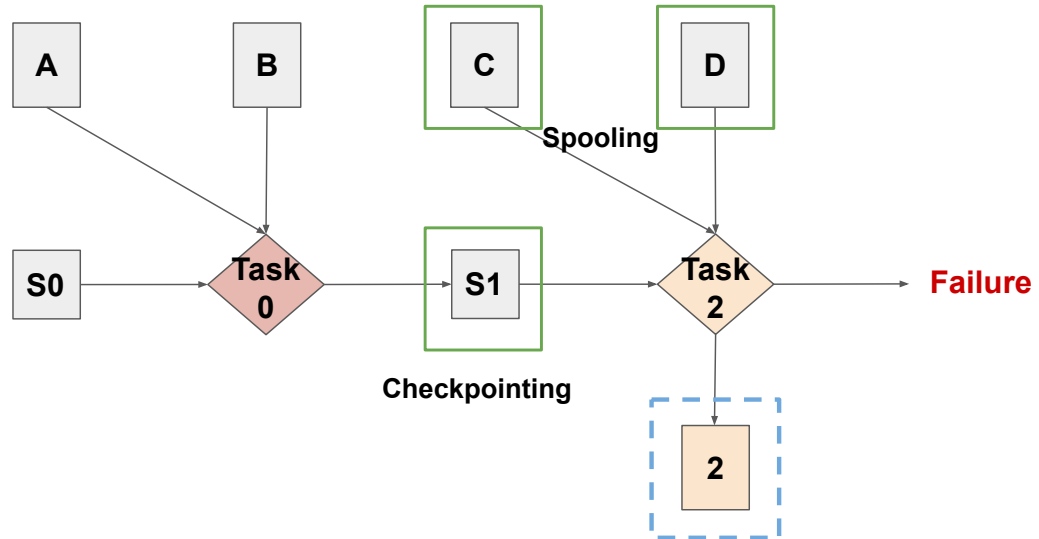 A
B
C
D
Spooling
S0
Task
0
S1
Task
2
Failure
Checkpointing
2